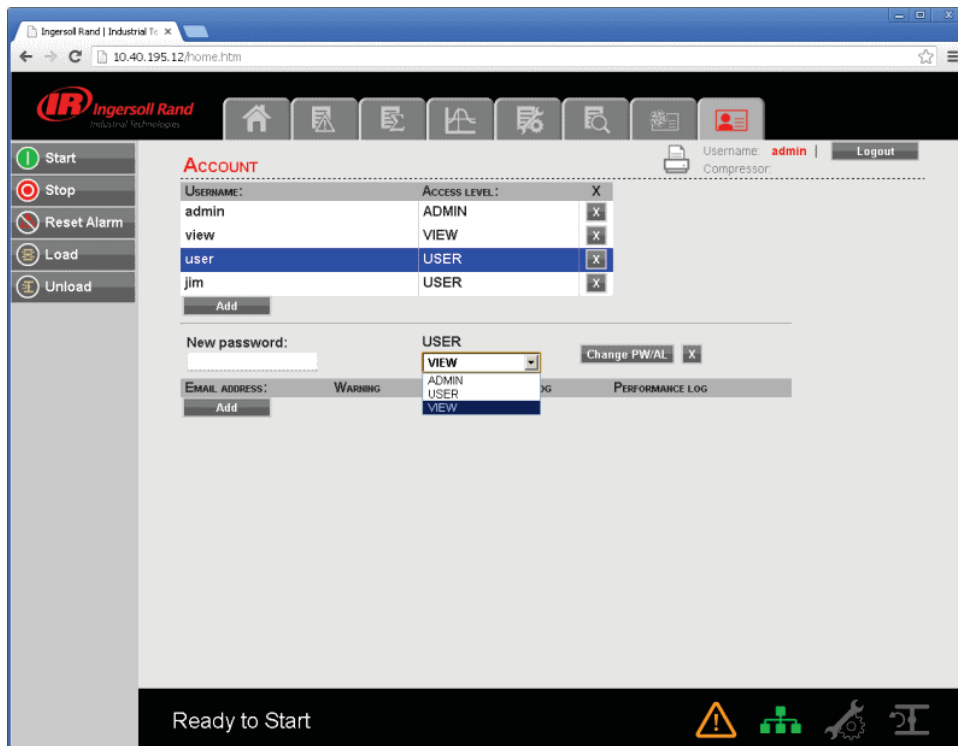 Ingersoll Rand | Industrial Te
10.40.195.12/home.htm
IR Ingersoll Rand
Industrial Technologies
Start
Stop
Reset Alarm
Load
Unload
Username: admin | Logout
Compressor:
ACCOUNT
USERNAME: ACCESS LEVEL: X
admin ADMIN X
view VIEW X
user USER X
jim USER X
Add
New password: USER
VIEW Change PW/AL X
ADMIN
USER
VIEW
EMAIL ADDRESS: WARNING OG PERFORMANCE LOG
Add
Ready to Start